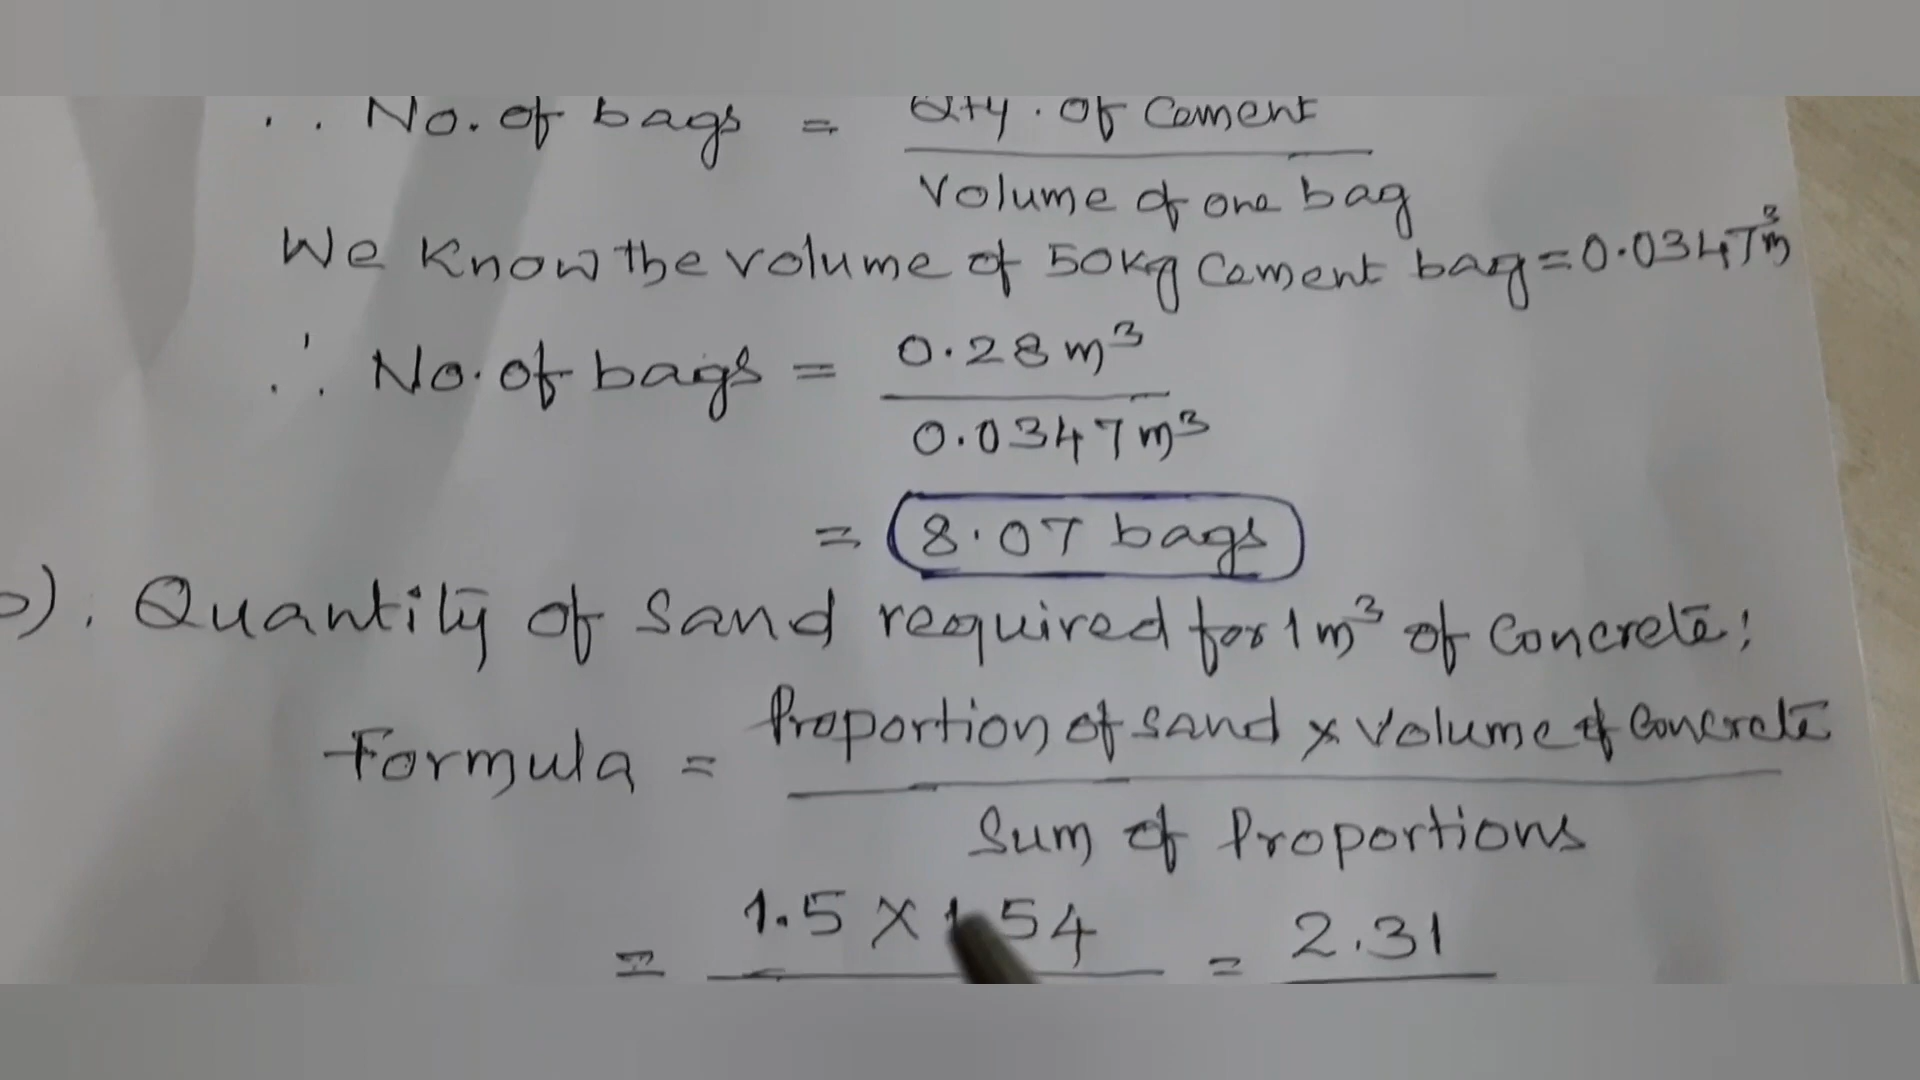 ∴ No. of bags = Qty. of Cement / Volume of one bag
We know the volume of 50kg Cement bag = 0.0347m³
∴ No. of bags = 0.28m³ / 0.0347m³
= 8.07 bags
). Quantity of Sand required for 1m³ of Concrete:
Formula = Proportion of sand x Volume of Concrete / Sum of Proportions
= 1.5 X 1.54 = 2.31